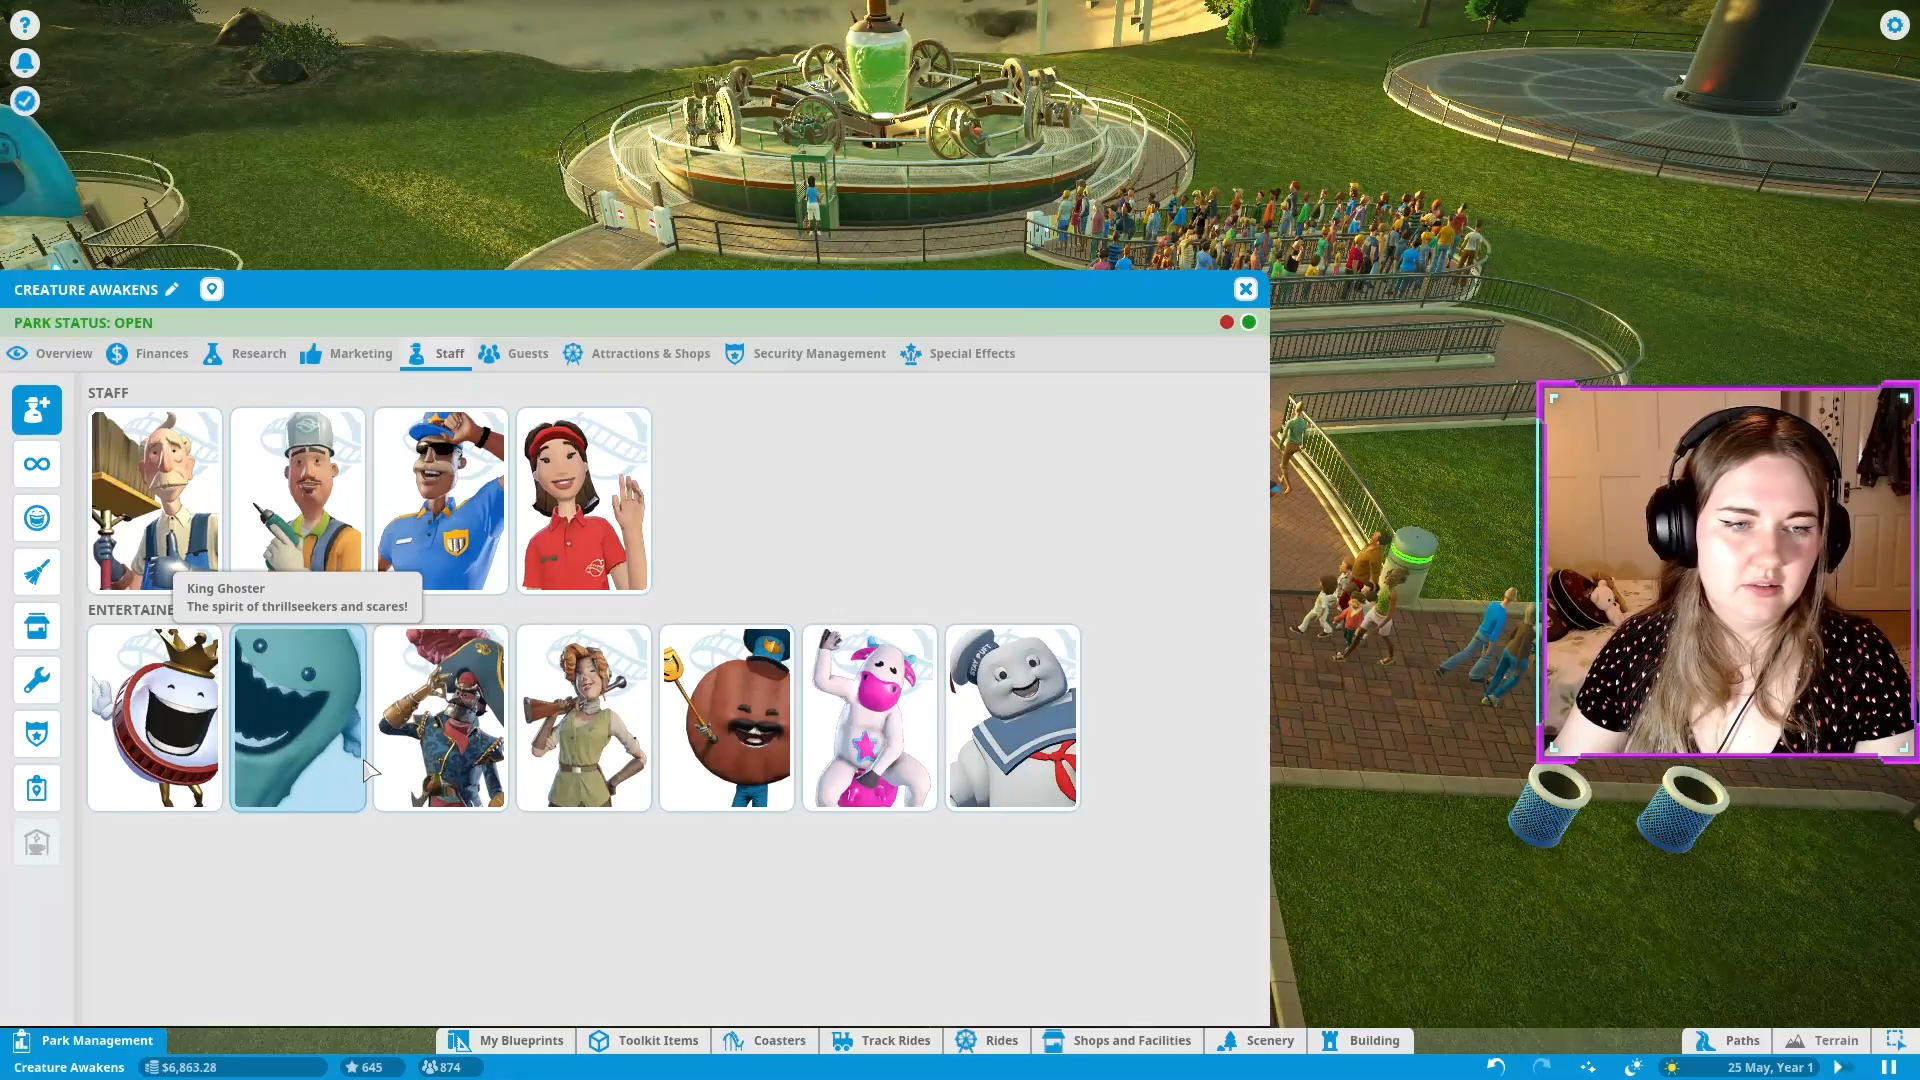 CREATURE AWAKENS
PARK STATUS: OPEN
Overview Finances Research Marketing Staff Guests Attractions & Shops Security Management Special Effects
STAFF
King Ghoster
The spirit of thrillseekers and scares!
ENTERTAINE
STAY PUFT
Park Management My Blueprints Toolkit Items Coasters Track Rides Rides Shops and Facilities Scenery Building Paths Terrain
Creature Awakens $6,863.28 645 874 25 May, Year 1